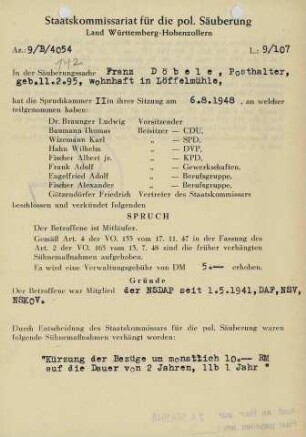 Staatskommissariat für die pol. Säuberung
Land Württemberg-Hohenzollern
Az.: 9/B/4054 L.: 9/107
142
In der Säuberungssache Franz Döbele, Posthalter,
geb.11.2.95, wohnhaft in Löffelmühle,
hat die Spruchkammer II in ihrer Sitzung am 6.8.1948, an welcher
teilgenommen haben:
Dr. Braunger Ludwig Vorsitzender
Baumann Thomas Beisitzer — CDU,
Wizemann Karl „ — SPD,
Hahn Wilhelm „ — DVP,
Fischer Albert jr. „ — KPD,
Frank Adolf „ — Gewerkschaften,
Engelfried Adolf „ — Berufsgruppe,
Fischer Alexander „ — Berufsgruppe,
Götzendörfer Friedrich Vertreter des Staatskommissars
beschlossen und verkündet folgenden
SPRUCH
Der Betroffene ist Mitläufer.
Gemäß Art. 4 der VO. 133 vom 17. 11. 47 in der Fassung des
Art. 2 der VO. 165 vom 13. 7. 48 sind die früher verhängten
Sühnemaßnahmen aufgehoben.
Es wird eine Verwaltungsgebühr von DM 5.— erhoben.
Gründe
Der Betroffene war Mitglied der NSDAP seit 1.5.1941, DAF, NSV,
NSKOV.
Durch Entscheidung des Staatskommissars für die pol. Säuberung waren
folgende Sühnemaßnahmen verhängt worden:
"Kürzung der Bezüge um monatlich 10.— RM
auf die Dauer von 2 Jahren, 11b 1 Jahr"